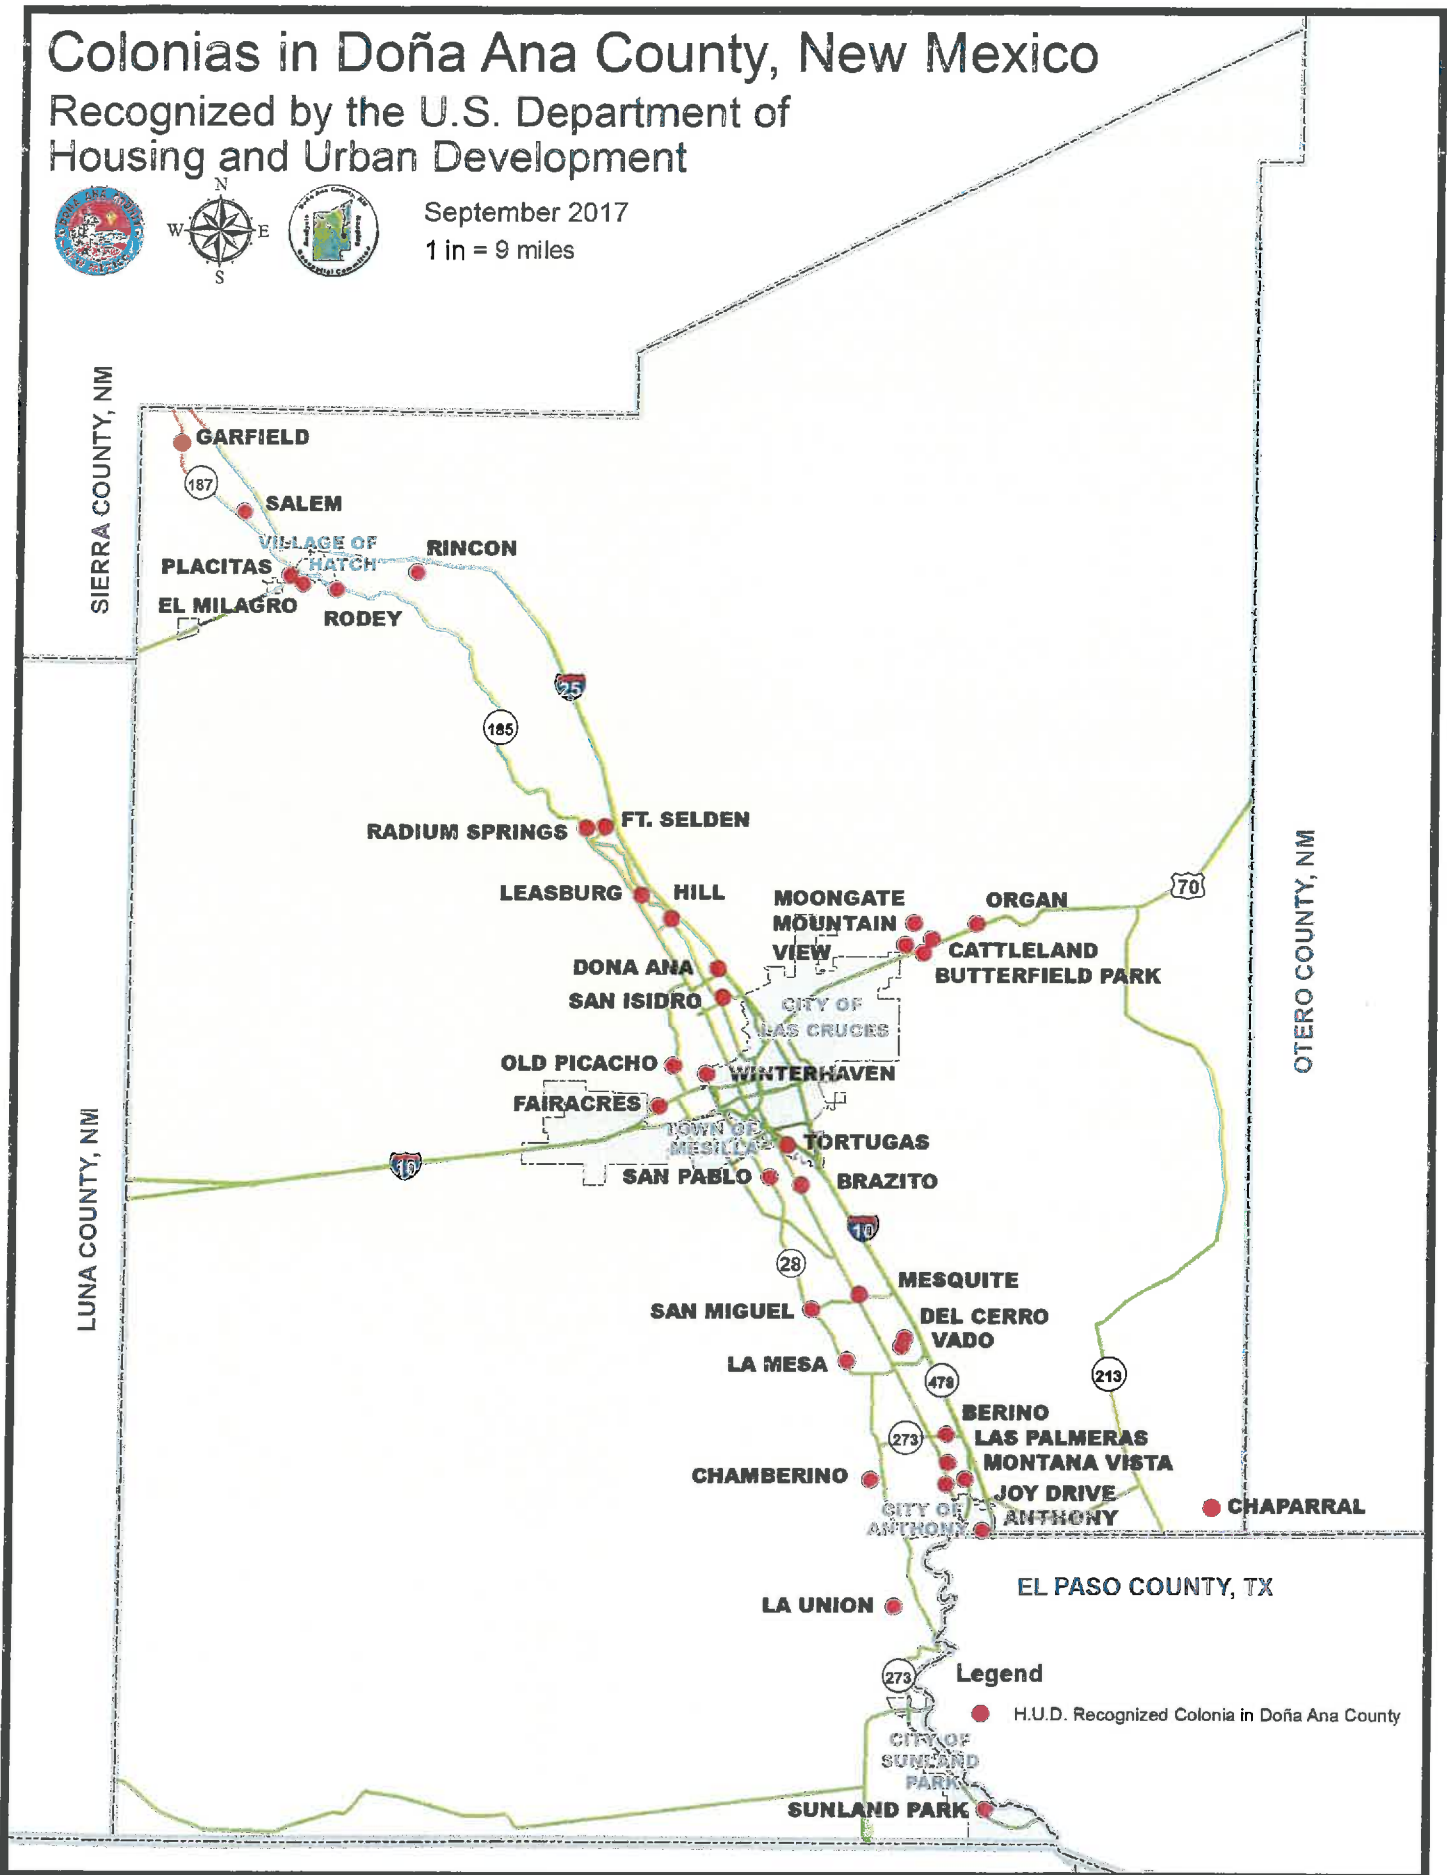 Colonias in Doña Ana County, New Mexico
Recognized by the U.S. Department of
Housing and Urban Development
N
W
E
S
September 2017
1 in = 9 miles
SIERRA COUNTY, NM
GARFIELD
187
SALEM
VILLAGE OF
HATCH
RINCON
PLACITAS
EL MILAGRO
RODEY
25
185
RADIUM SPRINGS
FT. SELDEN
LEASBURG
HILL
MOONGATE
MOUNTAIN
VIEW
ORGAN
70
CATTLELAND
BUTTERFIELD PARK
DONA ANA
SAN ISIDRO
CITY OF
LAS CRUCES
OTERO COUNTY, NM
OLD PICACHO
WINTERHAVEN
FAIRACRES
TOWN OF
MESILLA
TORTUGAS
10
SAN PABLO
BRAZITO
LUNA COUNTY, NM
10
28
MESQUITE
SAN MIGUEL
DEL CERRO
VADO
LA MESA
478
213
BERINO
273
LAS PALMERAS
MONTANA VISTA
CHAMBERINO
JOY DRIVE
CITY OF
ANTHONY
ANTHONY
CHAPARRAL
EL PASO COUNTY, TX
LA UNION
273
Legend
H.U.D. Recognized Colonia in Doña Ana County
CITY OF
SUNLAND
PARK
SUNLAND PARK